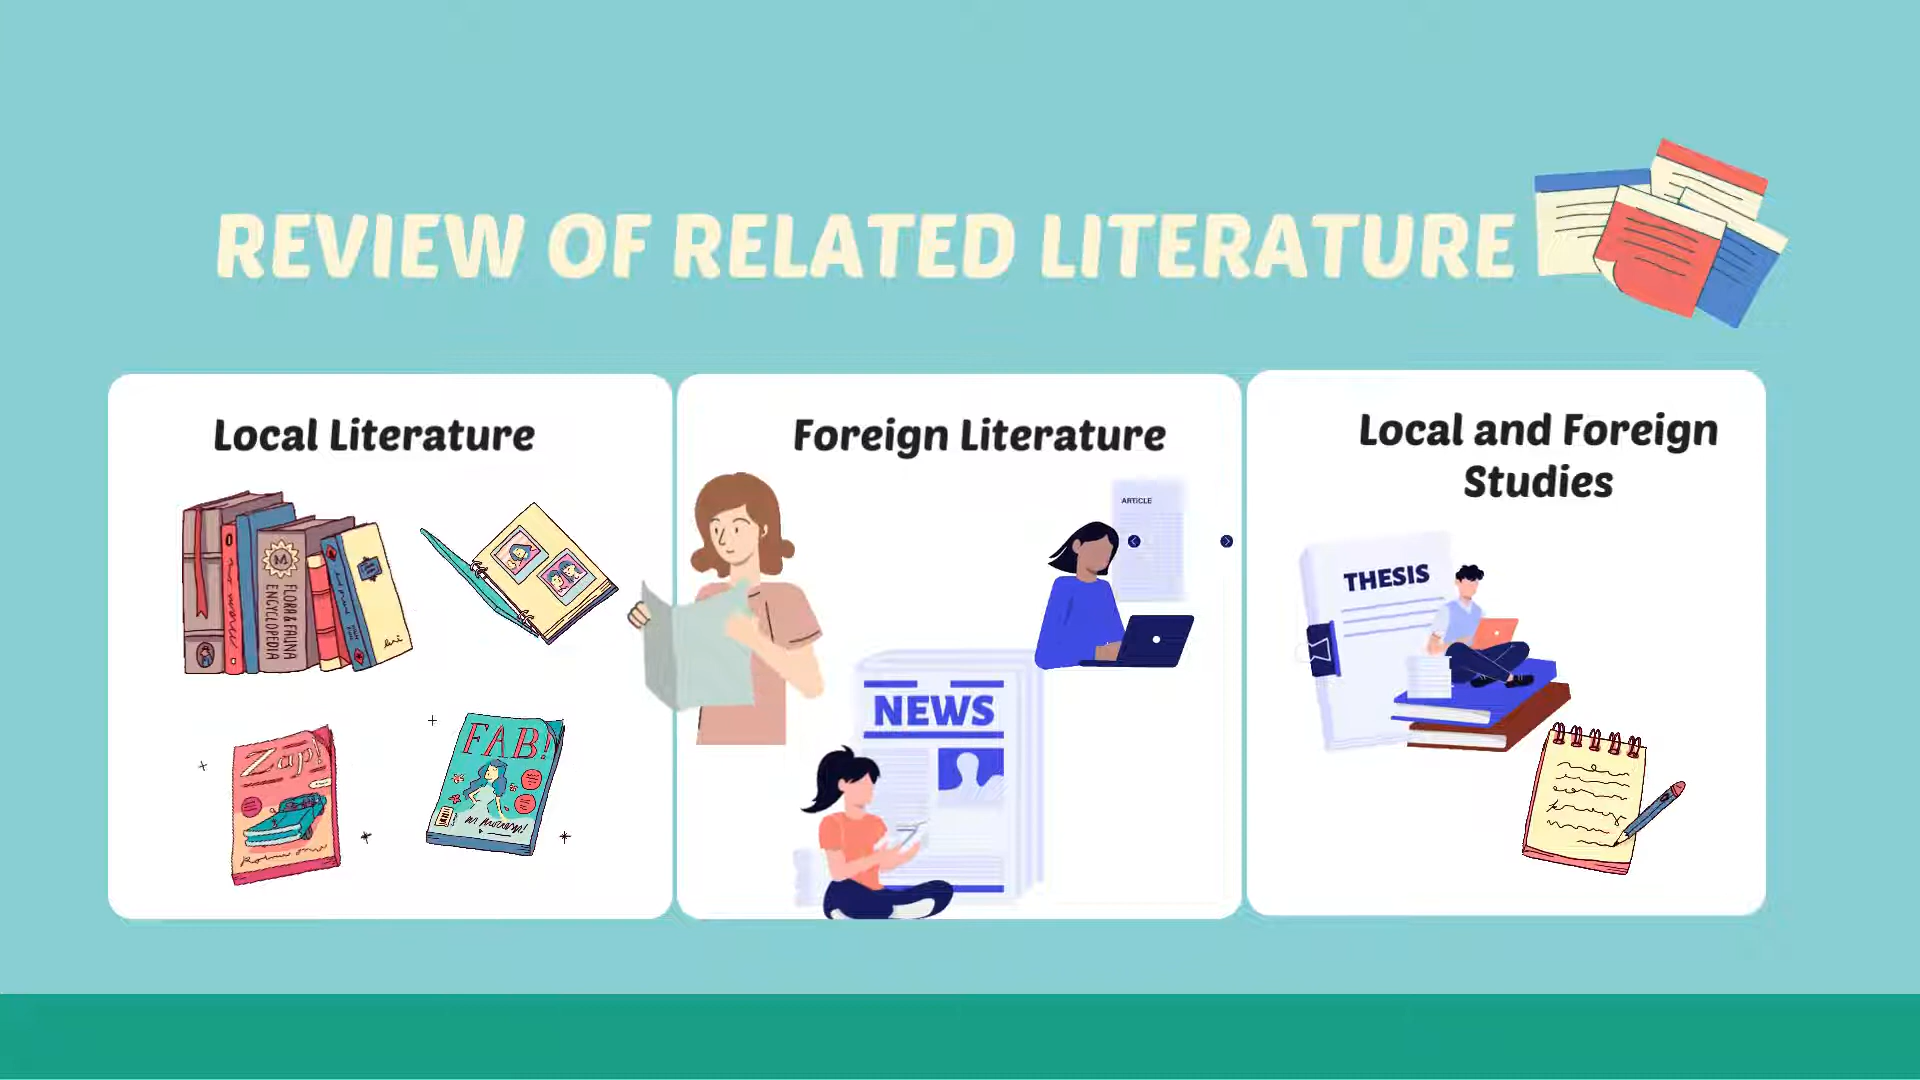 REVIEW OF RELATED LITERATURE
Local Literature
FLORA & FAUNA
ENCYCLOPEDIA
M
Zap!
FAB!
Foreign Literature
ARTICLE
NEWS
Local and Foreign
Studies
THESIS